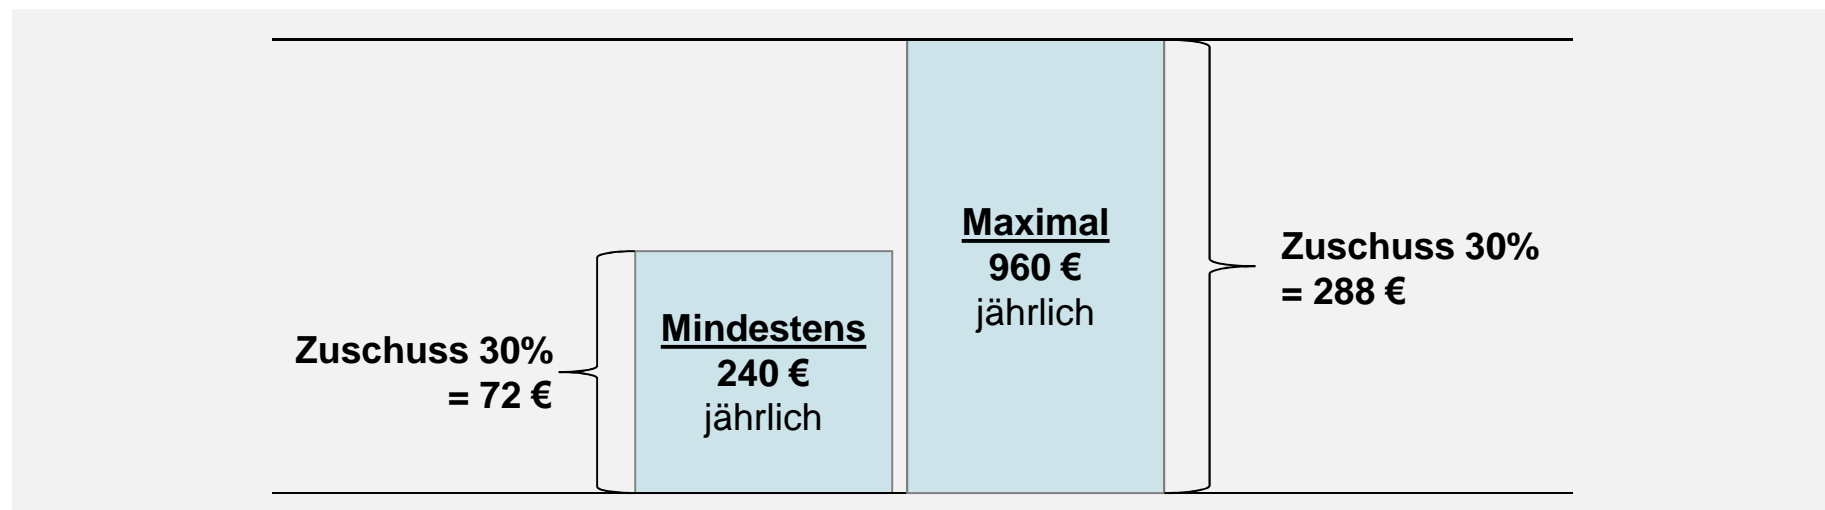 Zuschuss 30%
= 72 €
Mindestens
240 €
jährlich
Maximal
960 €
jährlich
Zuschuss 30%
= 288 €